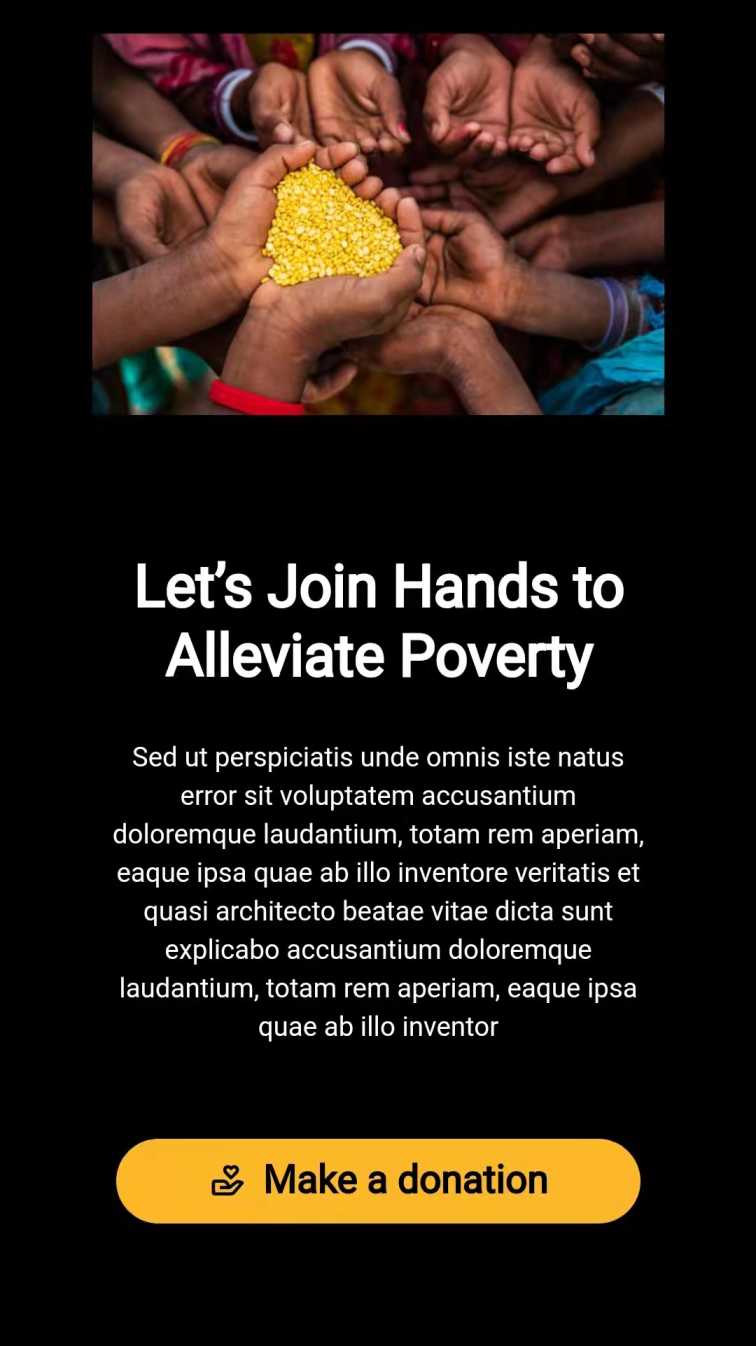 Let’s Join Hands to
Alleviate Poverty
Sed ut perspiciatis unde omnis iste natus
error sit voluptatem accusantium
doloremque laudantium, totam rem aperiam,
eaque ipsa quae ab illo inventore veritatis et
quasi architecto beatae vitae dicta sunt
explicabo accusantium doloremque
laudantium, totam rem aperiam, eaque ipsa
quae ab illo inventor
Make a donation